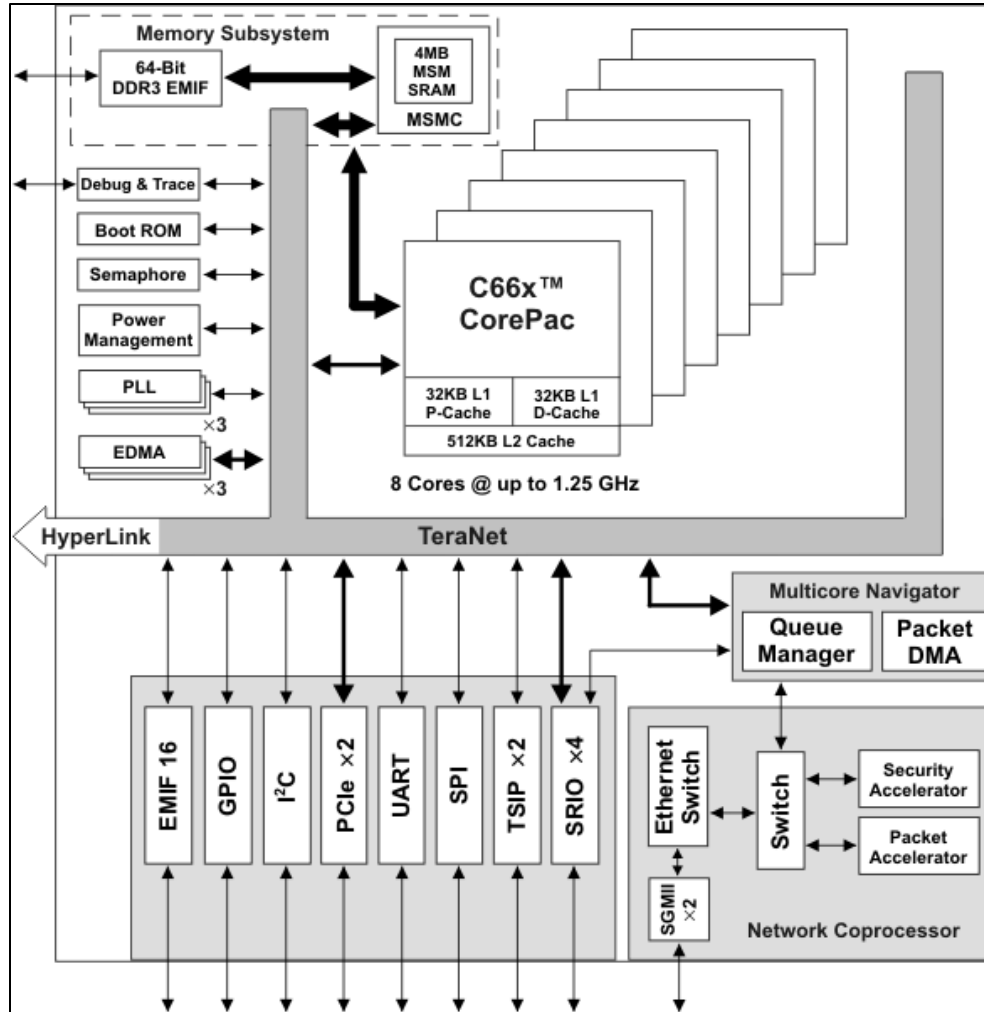 Memory Subsystem
64-Bit
DDR3 EMIF
4MB
MSM
SRAM
MSMC
Debug & Trace
Boot ROM
Semaphore
Power
Management
PLL
×3
EDMA
×3
C66x™
CorePac
32KB L1
P-Cache
32KB L1
D-Cache
512KB L2 Cache
8 Cores @ up to 1.25 GHz
HyperLink
TeraNet
Multicore Navigator
Queue
Manager
Packet
DMA
EMIF 16
GPIO
I²C
PCIe ×2
UART
SPI
TSIP ×2
SRIO ×4
Ethernet
Switch
Switch
Security
Accelerator
Packet
Accelerator
SGMII
×2
Network Coprocessor